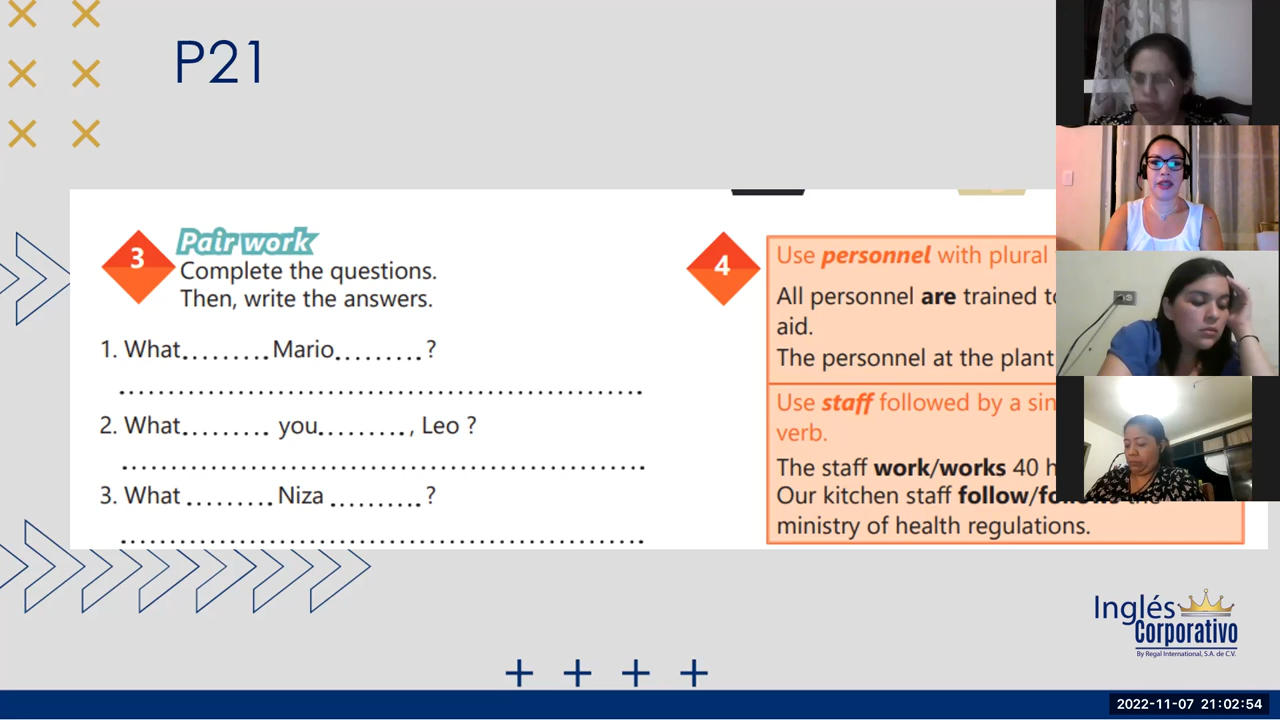 P21
3
Pair work
Complete the questions.
Then, write the answers.
1. What......... Mario.........?
2. What......... you........., Leo ?
3. What ......... Niza .........?
4
Use personnel with plural
All personnel are trained to
aid.
The personnel at the plant
Use staff followed by a
verb.
The staff work/works 40
Our kitchen staff follow/follows the
ministry of health regulations.
Inglés
Corporativo
By Regal International, S.A. de C.V.
2022-11-07 21:02:54